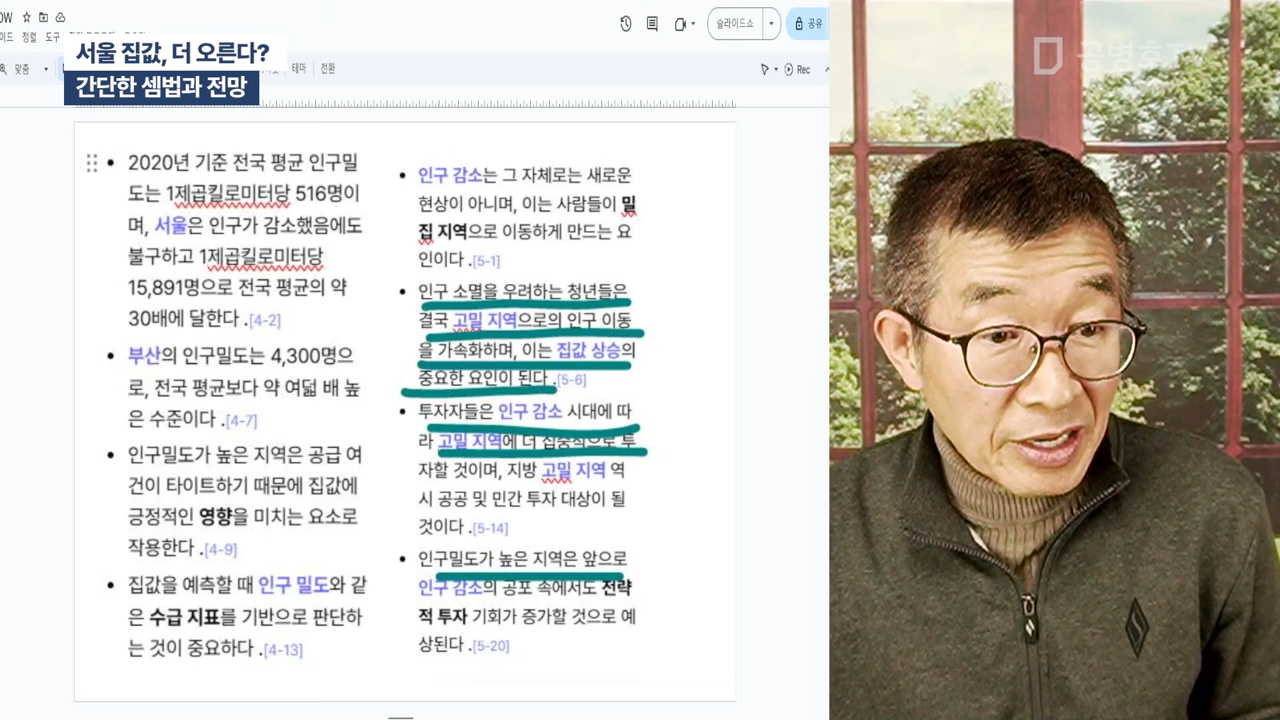 OW
이드 정렬 도구
서울 집값, 더 오른다?
간단한 셈법과 전망
맞춤
테마 전환
슬라이드쇼
공유
Rec
공병호TV
2020년 기준 전국 평균 인구밀
도는 1제곱킬로미터당 516명이
며, 서울은 인구가 감소했음에도
불구하고 1제곱킬로미터당
15,891명으로 전국 평균의 약
30배에 달한다 .[4-2]
부산의 인구밀도는 4,300명으
로, 전국 평균보다 약 여덟 배 높
은 수준이다 .[4-7]
인구밀도가 높은 지역은 공급 여
건이 타이트하기 때문에 집값에
긍정적인 영향을 미치는 요소로
작용한다 .[4-9]
집값을 예측할 때 인구 밀도와 같
은 수급 지표를 기반으로 판단하
는 것이 중요하다 .[4-13]
인구 감소는 그 자체로는 새로운
현상이 아니며, 이는 사람들이 밀
집 지역으로 이동하게 만드는 요
인이다 .[5-1]
인구 소멸을 우려하는 청년들은
결국 고밀 지역으로의 인구 이동
을 가속화하며, 이는 집값 상승의
중요한 요인이 된다 .[5-6]
투자자들은 인구 감소 시대에 따
라 고밀 지역에 더 집중적으로 투
자할 것이며, 지방 고밀 지역 역
시 공공 및 민간 투자 대상이 될
것이다 .[5-14]
인구밀도가 높은 지역은 앞으로
인구 감소의 공포 속에서도 전략
적 투자 기회가 증가할 것으로 예
상된다 .[5-20]